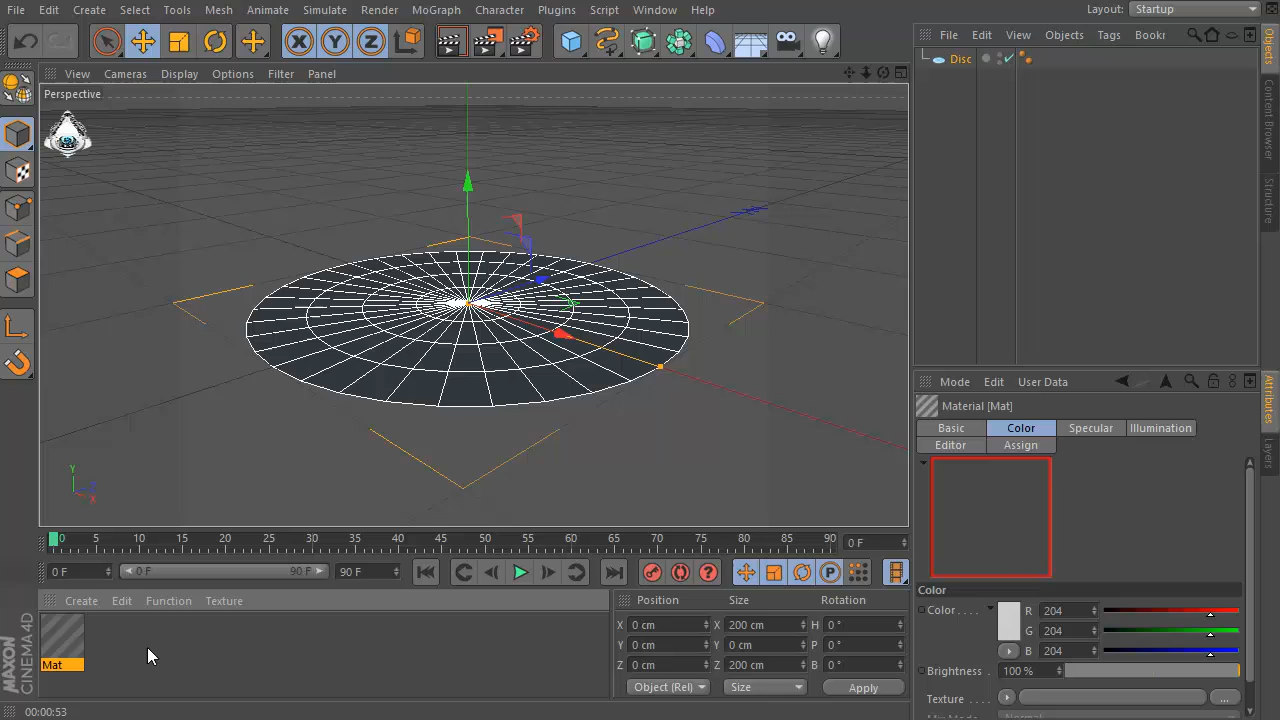 File Edit Create Select Tools Mesh Animate Simulate Render MoGraph Character Plugins Script Window Help Layout: Startup
View Cameras Display Options Filter Panel
File Edit View Objects Tags Bookr
Perspective
Disc
Objects
Content Browser
Structure
Y
Z
X
Mode Edit User Data
Attributes
Layers
Material [Mat]
Basic Color Specular Illumination
Editor Assign
Color
Color . . . . R 204
G 204
B 204
Brightness . 100 %
Texture . . . . ...
0 5 10 15 20 25 30 35 40 45 50 55 60 65 70 75 80 85 90 0 F
0 F 0 F 90 F 90 F
Create Edit Function Texture
Mat
Position Size Rotation
X 0 cm X 200 cm H 0 °
Y 0 cm Y 0 cm P 0 °
Z 0 cm Z 200 cm B 0 °
Object (Rel) Size Apply
MAXON
CINEMA 4D
00:00:53